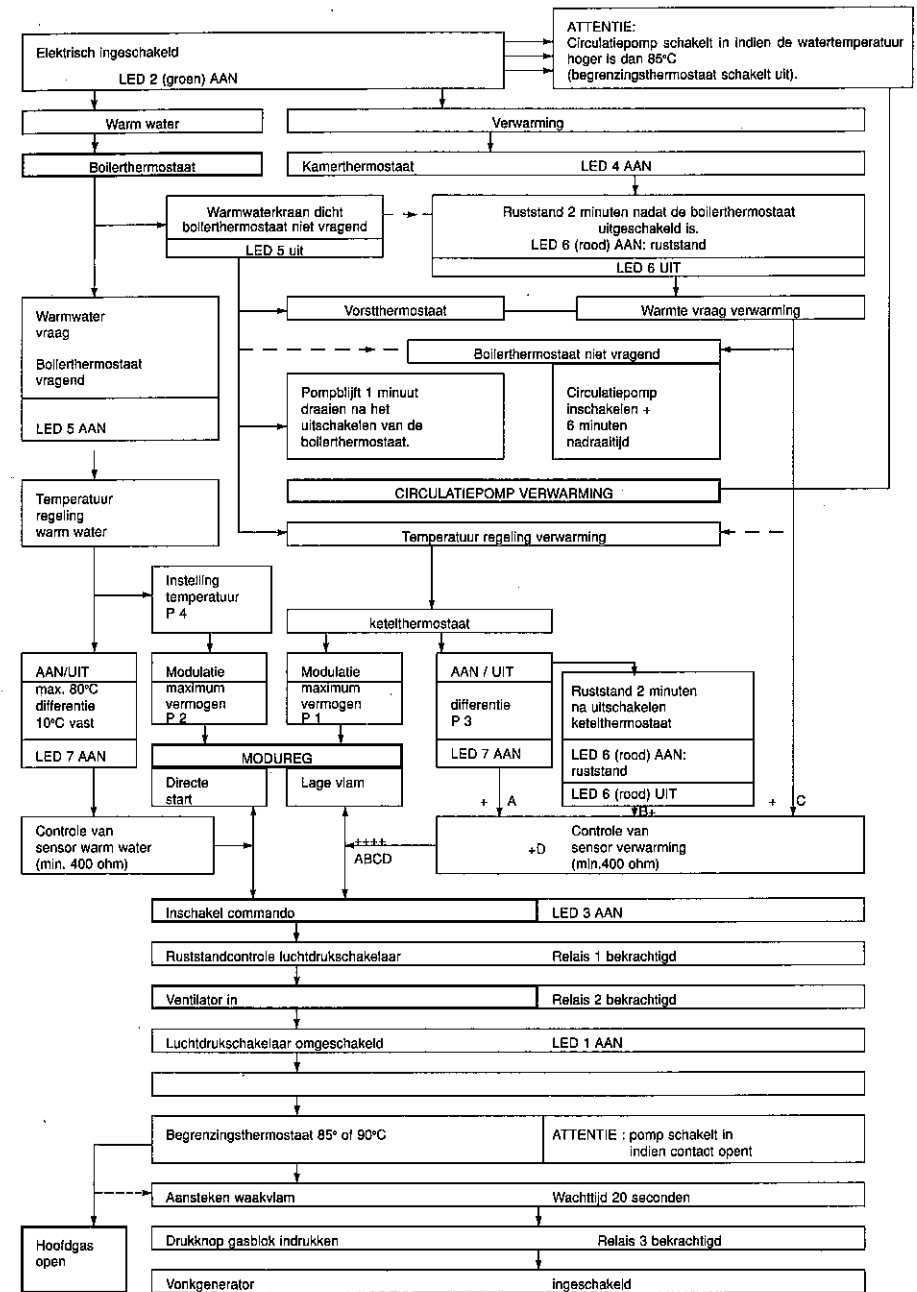 ATTENTIE:
Circulatiepomp schakelt in indien de watertemperatuur
hoger is dan 85°C
(begrenzingsthermostaat schakelt uit).
Elektrisch ingeschakeld
LED 2 (groen) AAN
Warm water
Verwarming
Boilerthermostaat
Kamerthermostaat LED 4 AAN
Warmwaterkraan dicht
boilerthermostaat niet vragend
LED 5 uit
Ruststand 2 minuten nadat de boilerthermostaat
uitgeschakeld is.
LED 6 (rood) AAN: ruststand
LED 6 UIT
Warmwater
vraag
Boilerthermostaat
vragend
LED 5 AAN
Vorstthermostaat
Warmte vraag verwarming
Boilerthermostaat niet vragend
Pompblijft 1 minuut
draaien na het
uitschakelen van de
boilerthermostaat.
Circulatiepomp
inschakelen +
6 minuten
nadraaitijd
CIRCULATIEPOMP VERWARMING
Temperatuur
regeling
warm water
Temperatuur regeling verwarming
Instelling
temperatuur
P 4
ketelthermostaat
AAN/UIT
max. 80°C
differentie
10°C vast
LED 7 AAN
Modulatie
maximum
vermogen
P 2
Modulatie
maximum
vermogen
P 1
AAN / UIT
differentie
P 3
LED 7 AAN
Ruststand 2 minuten
na uitschakelen
ketelthermostaat
LED 6 (rood) AAN:
ruststand
LED 6 (rood) UIT
MODUREG
Directe
start
Lage vlam
+ A
B+
+ C
Controle van
sensor warm water
(min. 400 ohm)
++++
ABCD
+D
Controle van
sensor verwarming
(min.400 ohm)
Inschakel commando LED 3 AAN
Ruststandcontrole luchtdrukschakelaar Relais 1 bekrachtigd
Ventilator in Relais 2 bekrachtigd
Luchtdrukschakelaar omgeschakeld LED 1 AAN
Begrenzingsthermostaat 85° of 90°C
ATTENTIE : pomp schakelt in
indien contact opent
Aansteken waakvlam Wachttijd 20 seconden
Hoofdgas
open
Drukknop gasblok indrukken Relais 3 bekrachtigd
Vonkgenerator ingeschakeld